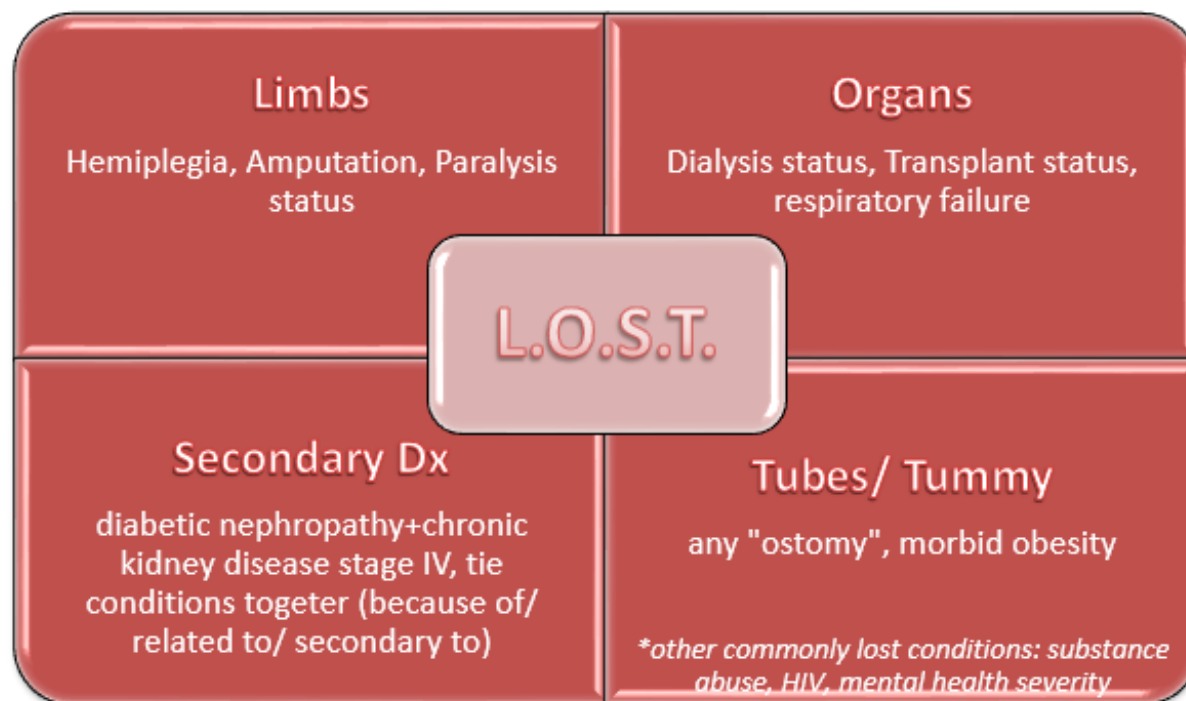 Limbs
Hemiplegia, Amputation, Paralysis
status
Organs
Dialysis status, Transplant status,
respiratory failure
L.O.S.T.
Secondary Dx
diabetic nephropathy+chronic
kidney disease stage IV, tie
conditions togeter (because of/
related to/ secondary to)
Tubes/ Tummy
any "ostomy", morbid obesity
*other commonly lost conditions: substance
abuse, HIV, mental health severity